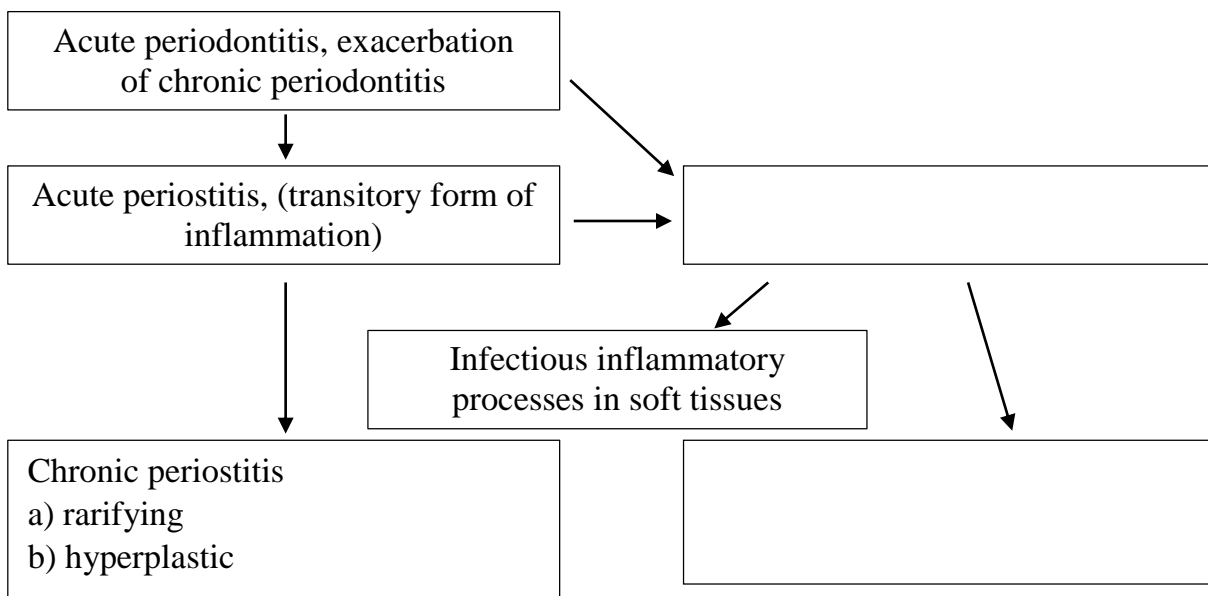 Acute periodontitis, exacerbation
of chronic periodontitis
Acute periostitis, (transitory form of
inflammation)
Infectious inflammatory
processes in soft tissues
Chronic periostitis
a) rarifying
b) hyperplastic